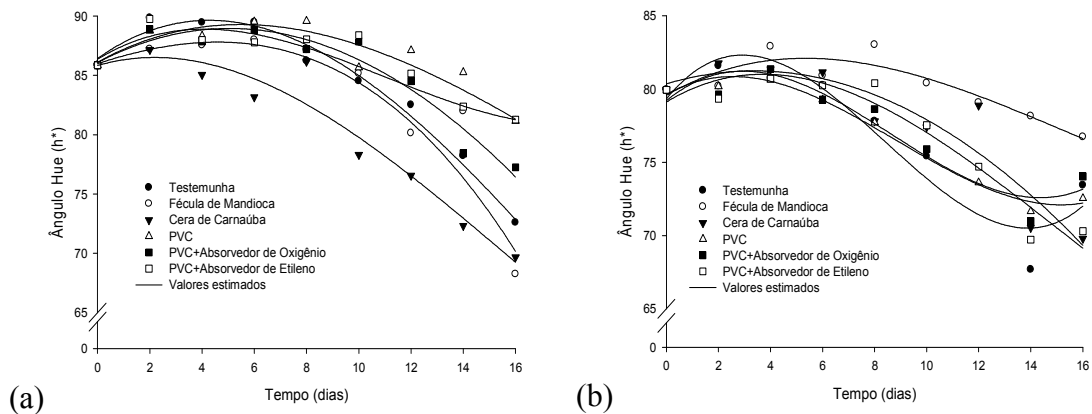 90
85
80
70
65
0
Ângulo Hue (h*)
Testemunha
Fécula de Mandioca
Cera de Carnaúba
PVC
PVC+Absorvedor de Oxigênio
PVC+Absorvedor de Etileno
Valores estimados
0 2 4 6 8 10 12 14 16
Tempo (dias)
(a)
85
80
75
70
65
0
Ângulo Hue (h*)
Testemunha
Fécula de Mandioca
Cera de Carnaúba
PVC
PVC+Absorvedor de Oxigênio
PVC+Absorvedor de Etileno
Valores estimados
0 2 4 6 8 10 12 14 16
Tempo (dias)
(b)